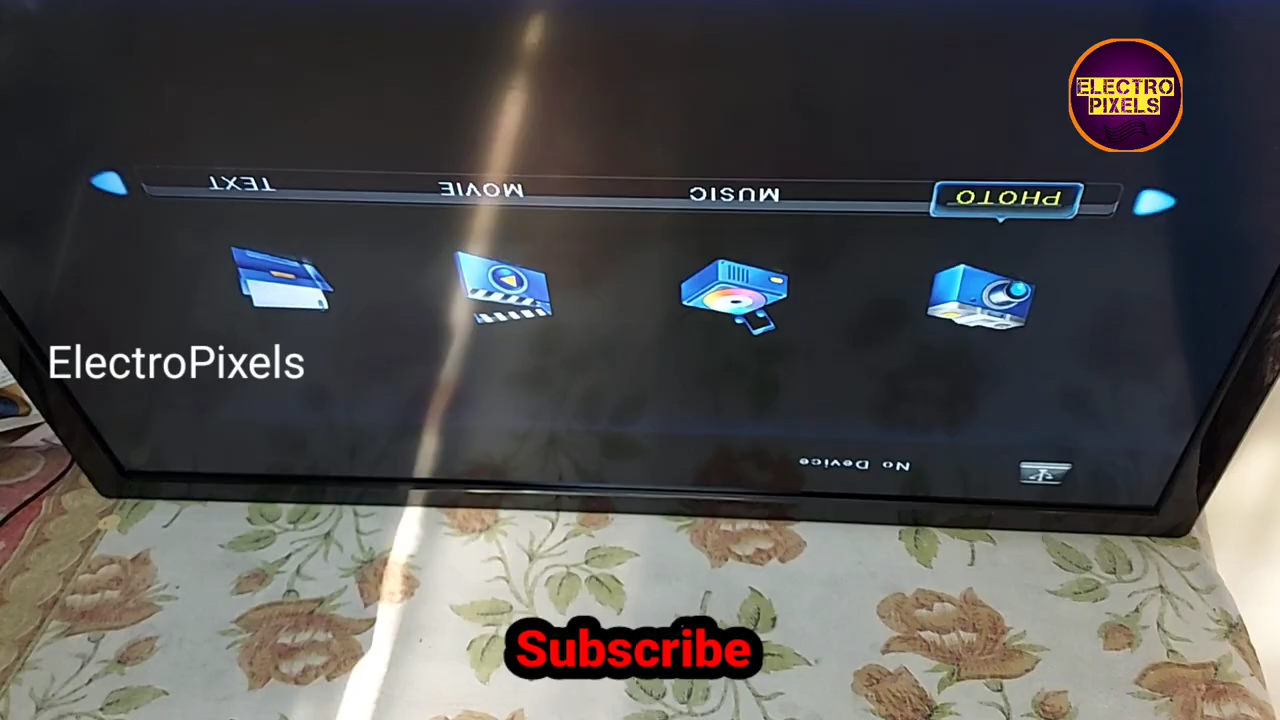 ELECTRO
PIXELS
TEXT
MOVIE
MUSIC
PHOTO
ElectroPixels
No Device
Subscribe